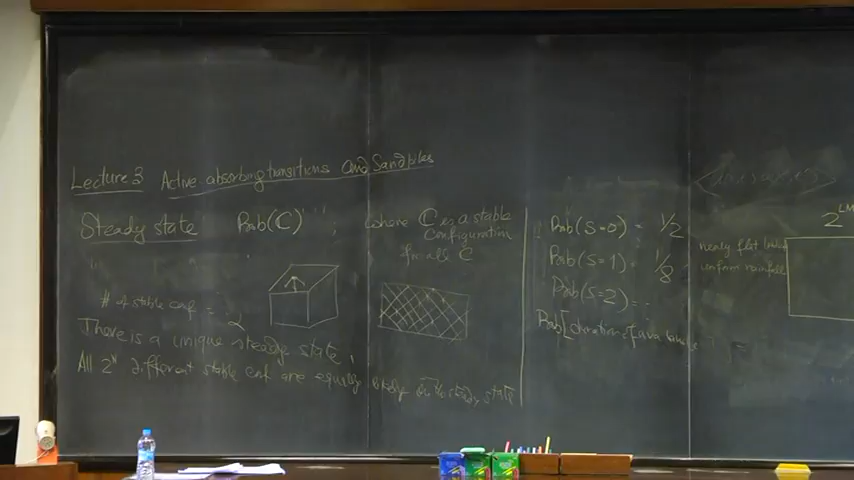 Lecture 3 Active absorbing transitions and Sandpiles
Steady state Prob(C) ; where C is a stable
configuration
for all C
# of stable conf = 2
There is a unique steady state,
All 2^N different stable conf are equally likely in the steady state
Prob(S=0) = 1/2
Prob(S=1) = 1/8
Prob(S=2) =
Prob[duration of avalanche
nearly flat
uniform rainfall
2^LM